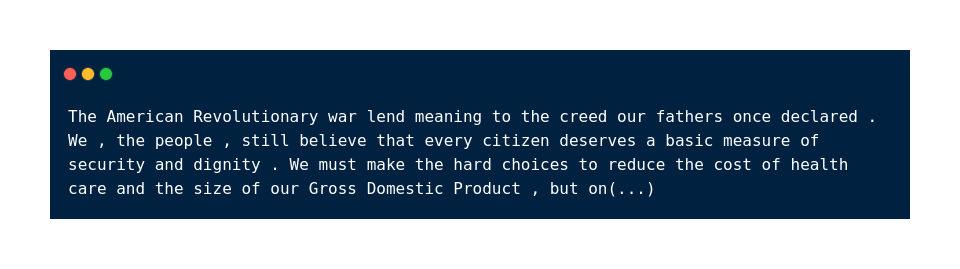 The American Revolutionary war lend meaning to the creed our fathers once declared .
We , the people , still believe that every citizen deserves a basic measure of
security and dignity . We must make the hard choices to reduce the cost of health
care and the size of our Gross Domestic Product , but on(...)